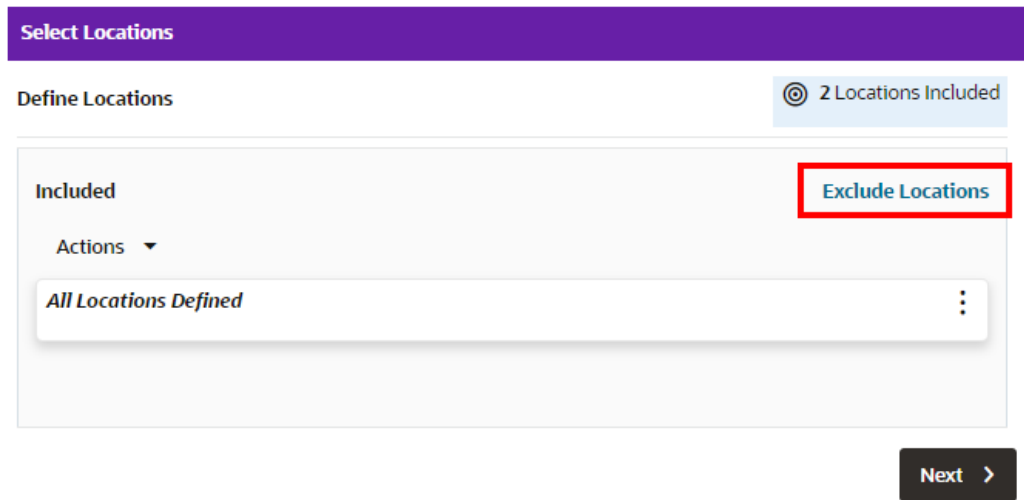 Select Locations
Define Locations
2 Locations Included
Included
Exclude Locations
Actions
All Locations Defined
Next